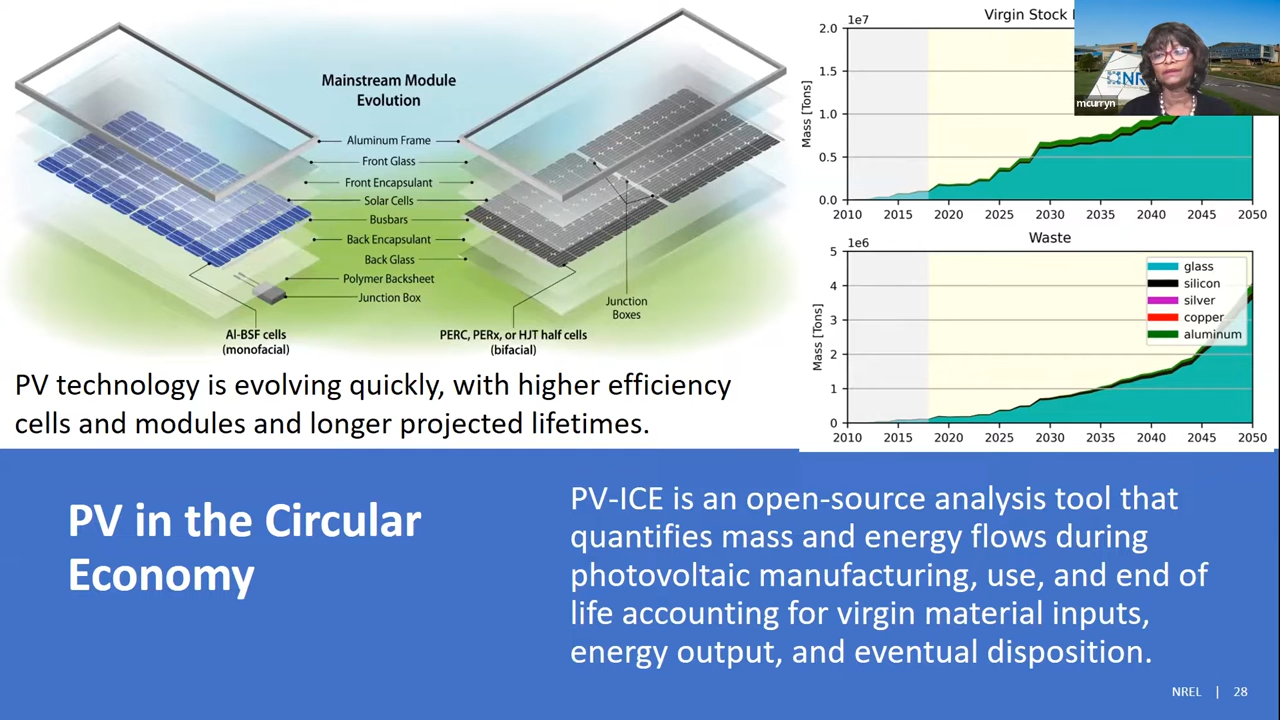 Mainstream Module
Evolution
Aluminum Frame
Front Glass
Front Encapsulant
Solar Cells
Busbars
Back Encapsulant
Back Glass
Polymer Backsheet
Junction Box
Junction
Boxes
Al-BSF cells
(monofacial)
PERC, PERx, or HJT half cells
(bifacial)
PV technology is evolving quickly, with higher efficiency
cells and modules and longer projected lifetimes.
Virgin Stock
1e7
2.0
1.5
1.0
0.5
0.0
Mass [Tons]
2010 2015 2020 2025 2030 2035 2040 2045 2050
mcurryn
Waste
1e6
5
4
3
2
1
0
Mass [Tons]
glass
silicon
silver
copper
aluminum
2010 2015 2020 2025 2030 2035 2040 2045 2050
PV in the Circular
Economy
PV-ICE is an open-source analysis tool that
quantifies mass and energy flows during
photovoltaic manufacturing, use, and end of
life accounting for virgin material inputs,
energy output, and eventual disposition.
NREL | 28